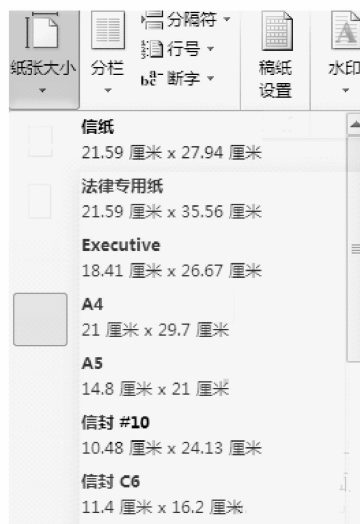 分隔符
行号
断字
纸张大小
分栏
稿纸
设置
水印
信纸
21.59 厘米 x 27.94 厘米
法律专用纸
21.59 厘米 x 35.56 厘米
Executive
18.41 厘米 x 26.67 厘米
A4
21 厘米 x 29.7 厘米
A5
14.8 厘米 x 21 厘米
信封 #10
10.48 厘米 x 24.13 厘米
信封 C6
11.4 厘米 x 16.2 厘米